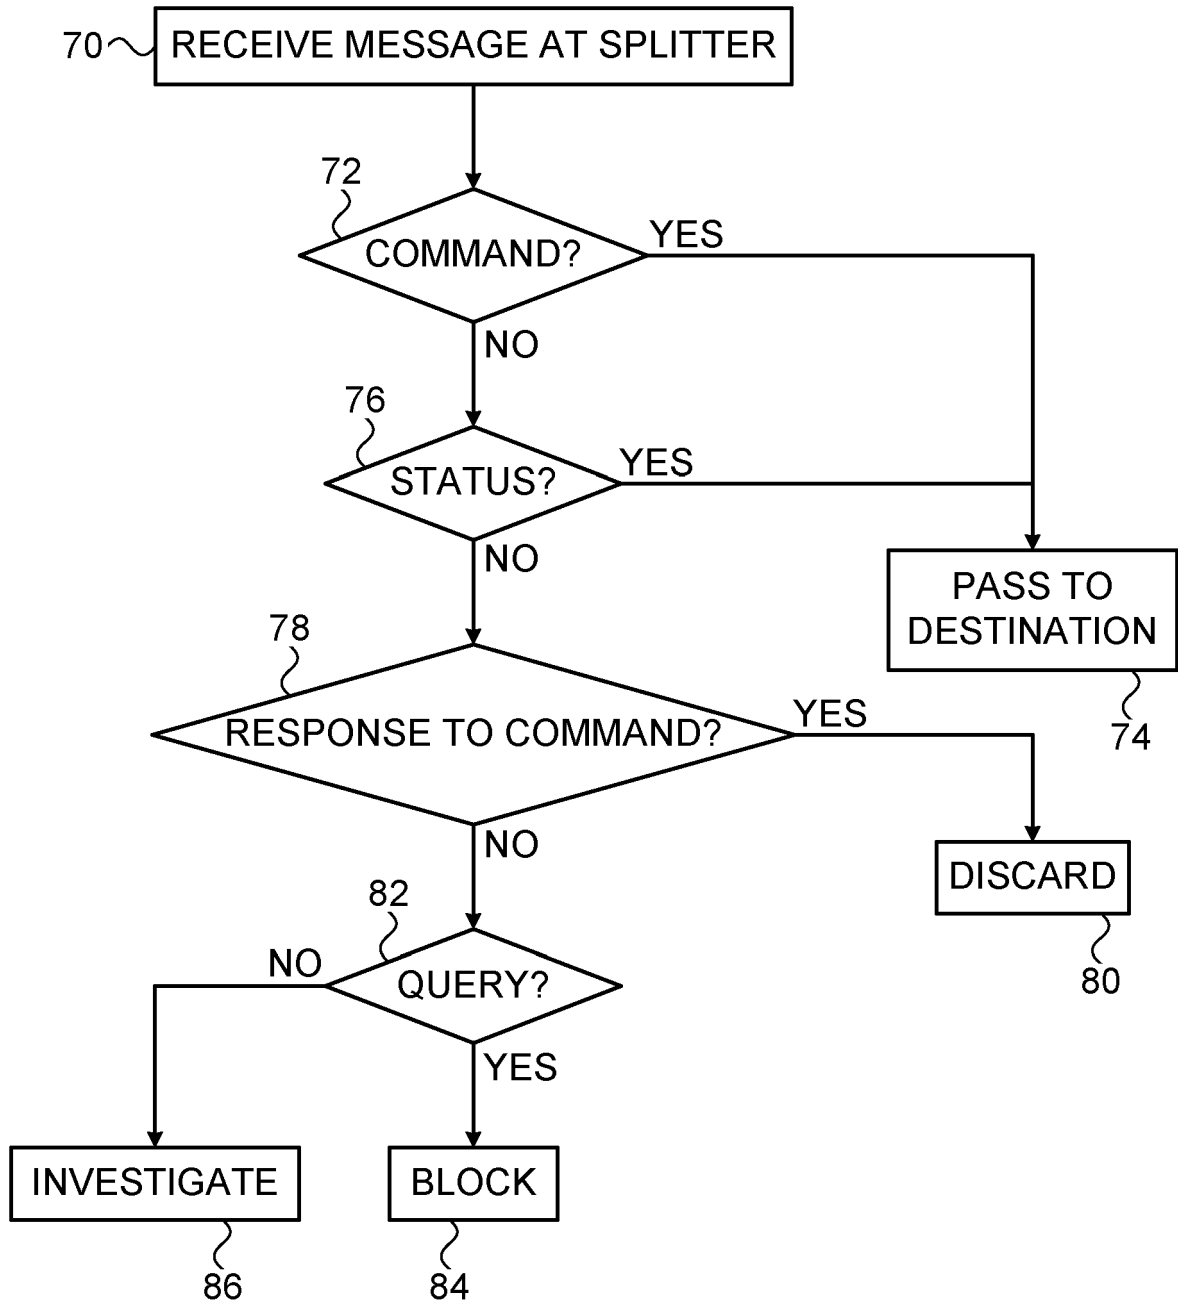 70
RECEIVE MESSAGE AT SPLITTER
72
COMMAND?
YES
NO
76
STATUS?
YES
NO
PASS TO
DESTINATION
74
78
RESPONSE TO COMMAND?
YES
NO
DISCARD
80
82
QUERY?
NO
YES
INVESTIGATE
86
BLOCK
84